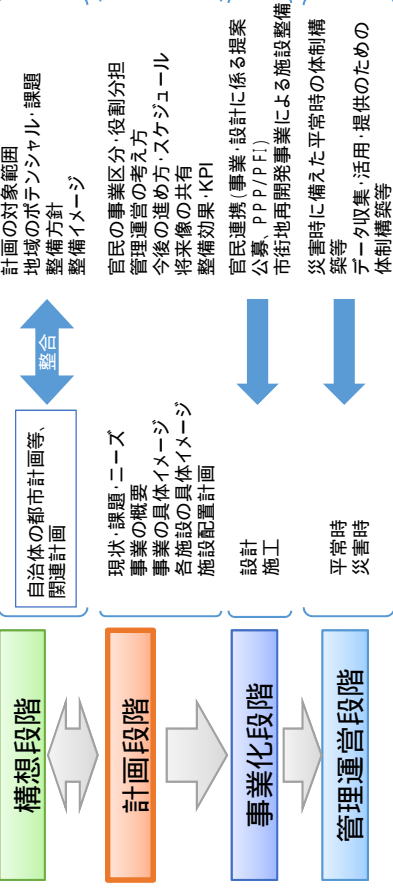 構想段階
自治体の都市計画等、
関連計画
整合
計画の対象範囲
地域のポテンシャル・課題
整備方針
整備イメージ
計画段階
現状・課題・ニーズ
事業の概要
事業の具体イメージ
各施設の具体イメージ
施設配置計画
官民の事業区分・役割分担
管理運営の考え方
今後の進め方・スケジュール
将来像の共有
整備効果・KPI
事業化段階
設計
施工
官民連携（事業・設計に係る提案
公募、PPP/PFI）
市街地再開発事業による施設整備
管理運営段階
平常時
災害時
災害時に備えた平常時の体制構
築等
データ収集・活用・提供のための
体制構築等